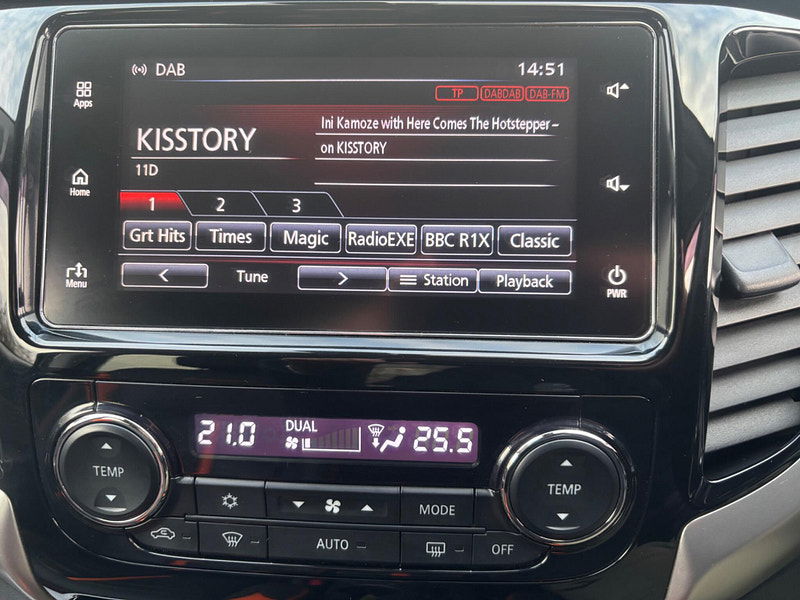 DAB 14:51
TP DABDAB DAB-FM
Apps
Ini Kamoze with Here Comes The Hotstepper –
KISSTORY
on KISSTORY
11D
Home
1 2 3
Grt Hits Times Magic RadioEXE BBC R1X Classic
Menu
< Tune > Station Playback
PWR
21.0 DUAL 25.5
TEMP
TEMP
MODE
AUTO OFF